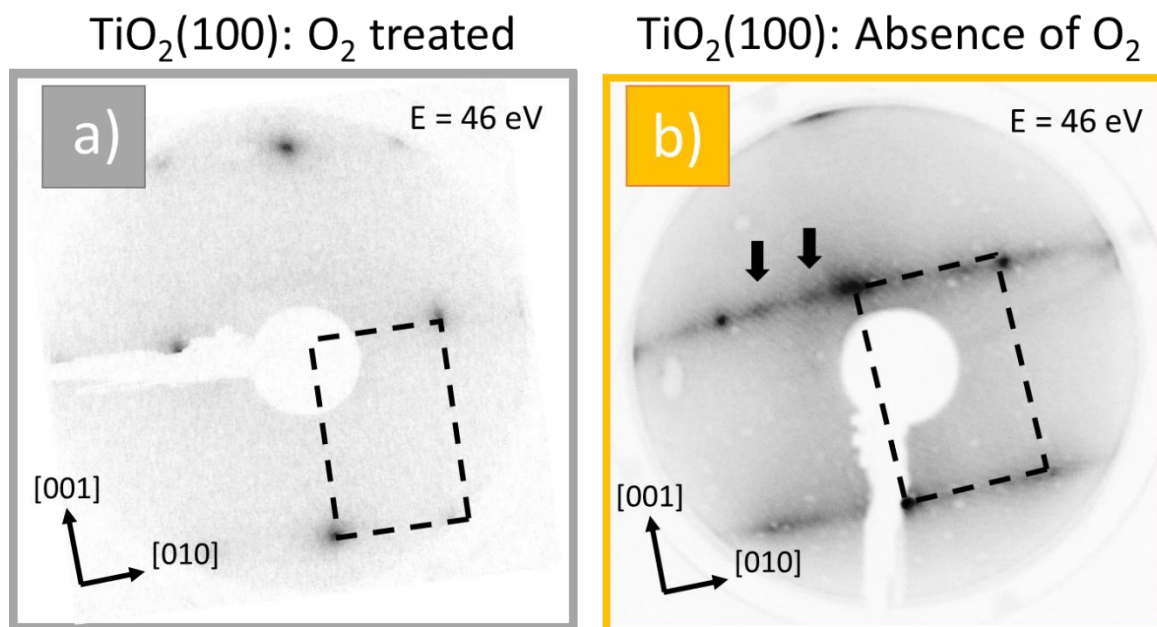 TiO₂(100): O₂ treated
TiO₂(100): Absence of O₂
a)
E = 46 eV
[001]
[010]
b)
E = 46 eV
[001]
[010]